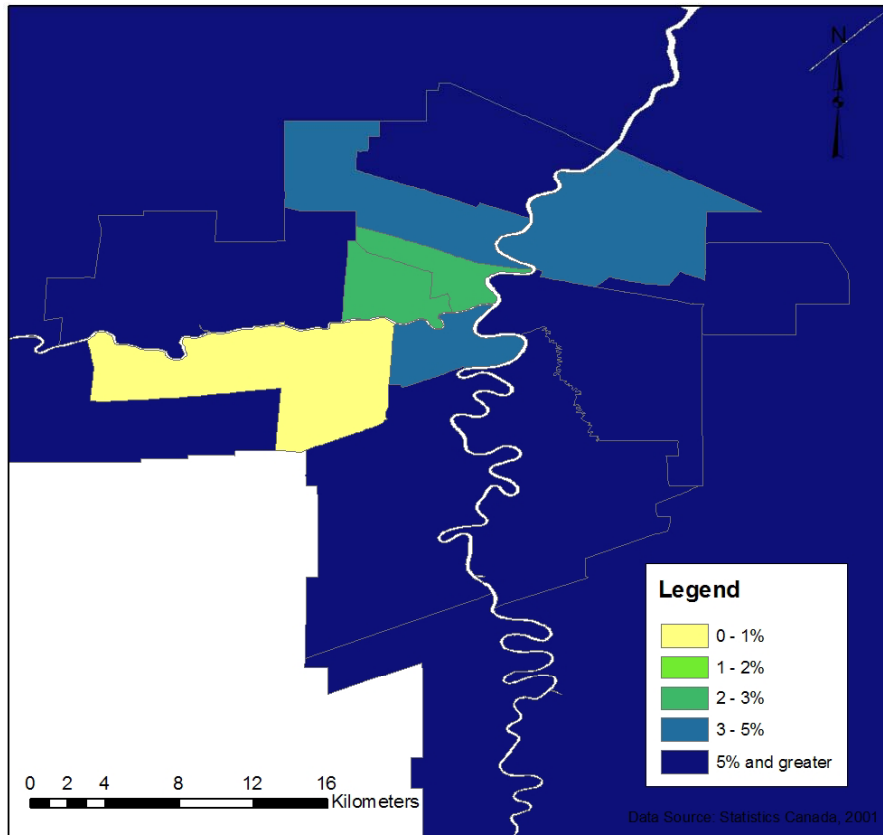 N
Legend
0 - 1%
1 - 2%
2 - 3%
3 - 5%
5% and greater
0 2 4 8 12 16
Kilometers
Data Source: Statistics Canada, 2001